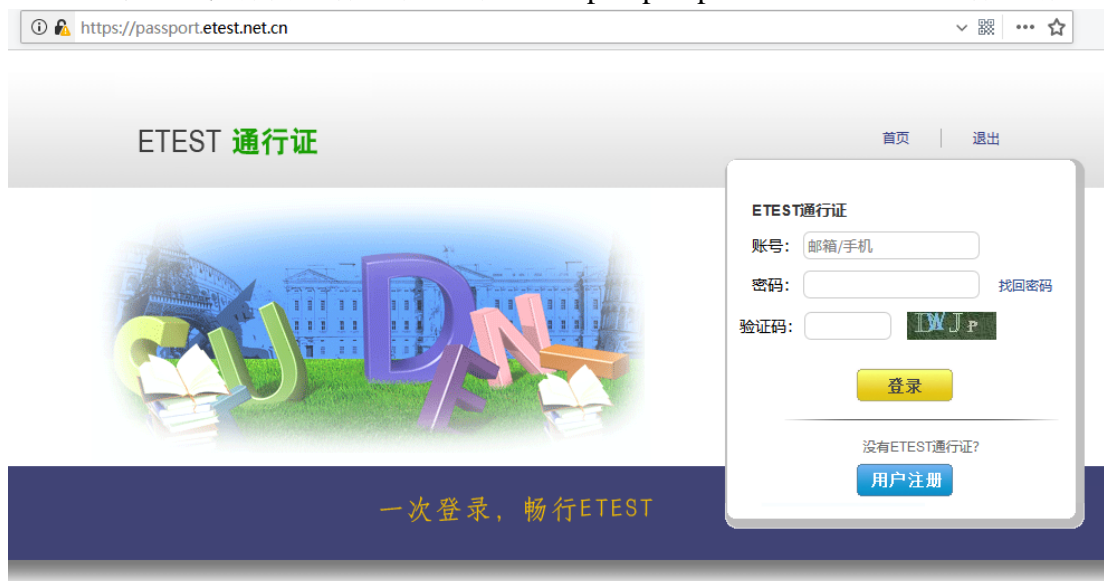 https://passport.etest.net.cn
ETEST 通行证
首页
退出
ETEST通行证
账号：
邮箱/手机
密码：
找回密码
验证码：
登录
没有ETEST通行证?
用户注册
一次登录，畅行ETEST